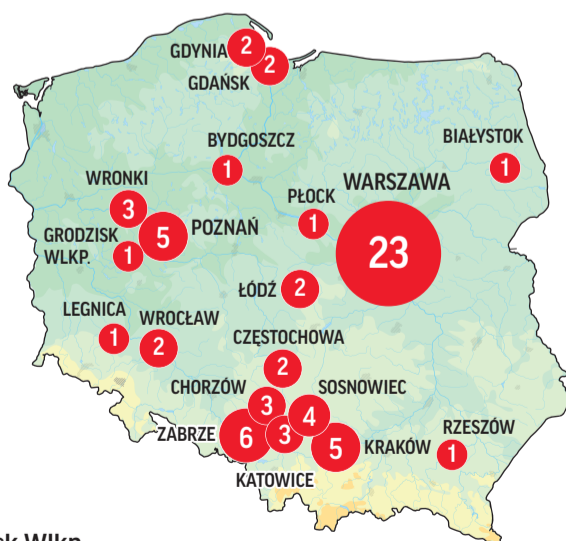 GDYNIA 2
2
GDAŃSK
BYDGOSZCZ
1
BIAŁYSTOK
1
WRONKI
3
PŁOCK
1
WARSZAWA
23
5 POZNAŃ
GRODZISK
WLKP.
1
ŁÓDŹ 2
LEGNICA
1
WROCŁAW
2
CZĘSTOCHOWA
2
CHORZÓW
3
SOSNOWIEC
4
ZABRZE 6
3
KATOWICE
5 KRAKÓW
RZESZÓW
1